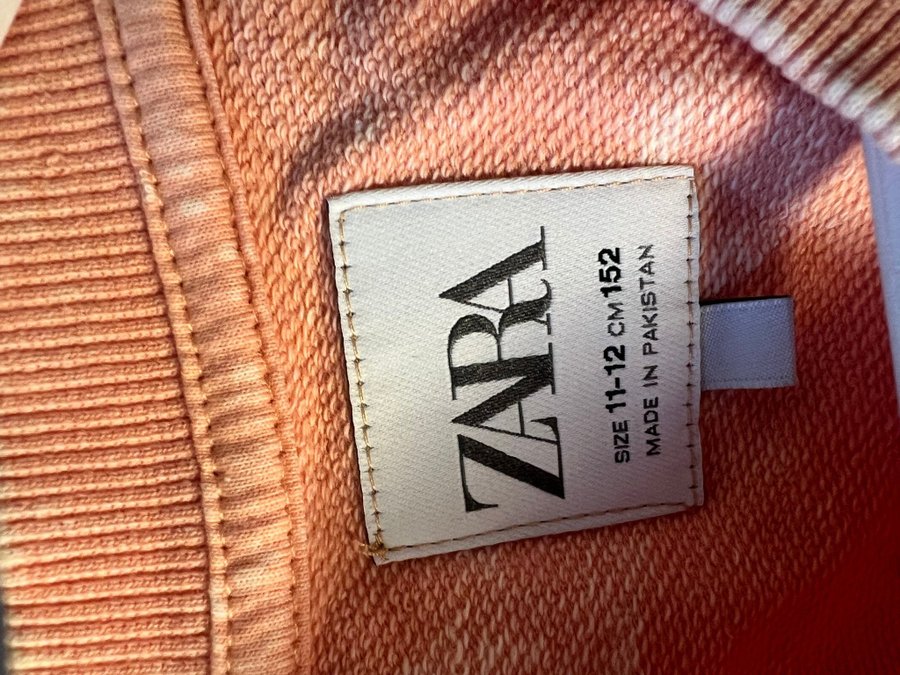 ZARA
SIZE 11-12 CM 152
MADE IN PAKISTAN